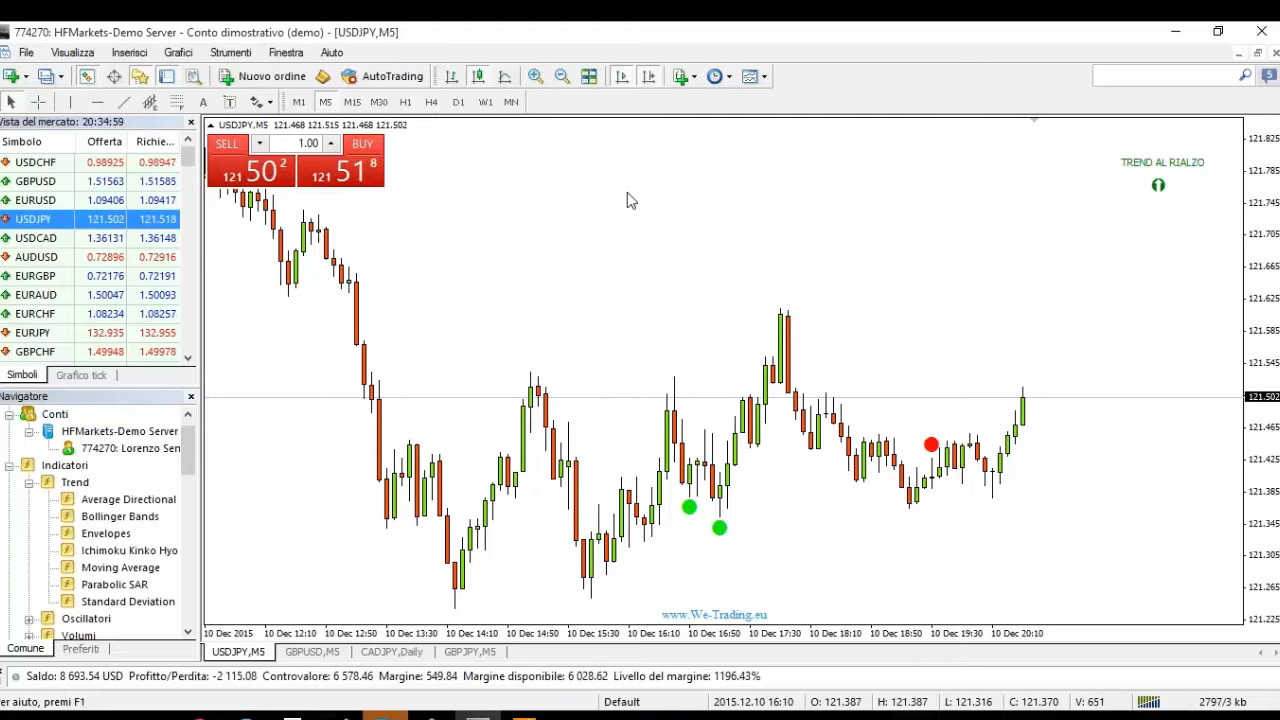 774270: HFMarkets-Demo Server - Conto dimostrativo (demo) - [USDJPY,M5]
File Visualizza Inserisci Grafici Strumenti Finestra Aiuto
Nuovo ordine AutoTrading 5
A T M1 M5 M15 M30 H1 H4 D1 W1 MN
Vista del mercato: 20:34:59
Simbolo Offerta Richie...
USDCHF 0.98925 0.98947
GBPUSD 1.51563 1.51585
EURUSD 1.09406 1.09417
USDJPY 121.502 121.518
USDCAD 1.36131 1.36148
AUDUSD 0.72896 0.72916
EURGBP 0.72176 0.72191
EURAUD 1.50047 1.50093
EURCHF 1.08234 1.08257
EURJPY 132.935 132.955
GBPCHF 1.49948 1.49978
Simboli Grafico tick
Navigatore
Conti
HFMarkets-Demo Server
774270: Lorenzo Sen
Indicatori
Trend
Average Directional
Bollinger Bands
Envelopes
Ichimoku Kinko Hyo
Moving Average
Parabolic SAR
Standard Deviation
Oscillatori
Volumi
Comune Preferiti
USDJPY,M5 121.468 121.515 121.468 121.502
SELL 1.00 BUY
121 50 2 121 51 8
TREND AL RIALZO
121.825
121.785
121.745
121.705
121.665
121.625
121.585
121.545
121.502
121.465
121.425
121.385
121.345
121.305
121.265
121.225
www.We-Trading.eu
10 Dec 2015 10 Dec 12:10 10 Dec 12:50 10 Dec 13:30 10 Dec 14:10 10 Dec 14:50 10 Dec 15:30 10 Dec 16:10 10 Dec 16:50 10 Dec 17:30 10 Dec 18:10 10 Dec 18:50 10 Dec 19:30 10 Dec 20:10
USDJPY,M5 GBPUSD,M5 CADJPY,Daily GBPJPY,M5
Saldo: 8 693.54 USD Profitto/Perdita: -2 115.08 Controvalore: 6 578.46 Margine: 549.84 Margine disponibile: 6 028.62 Livello del margine: 1196.43%
er aiuto, premi F1 Default 2015.12.10 16:10 O: 121.387 H: 121.387 L: 121.316 C: 121.370 V: 651 2797/3 kb